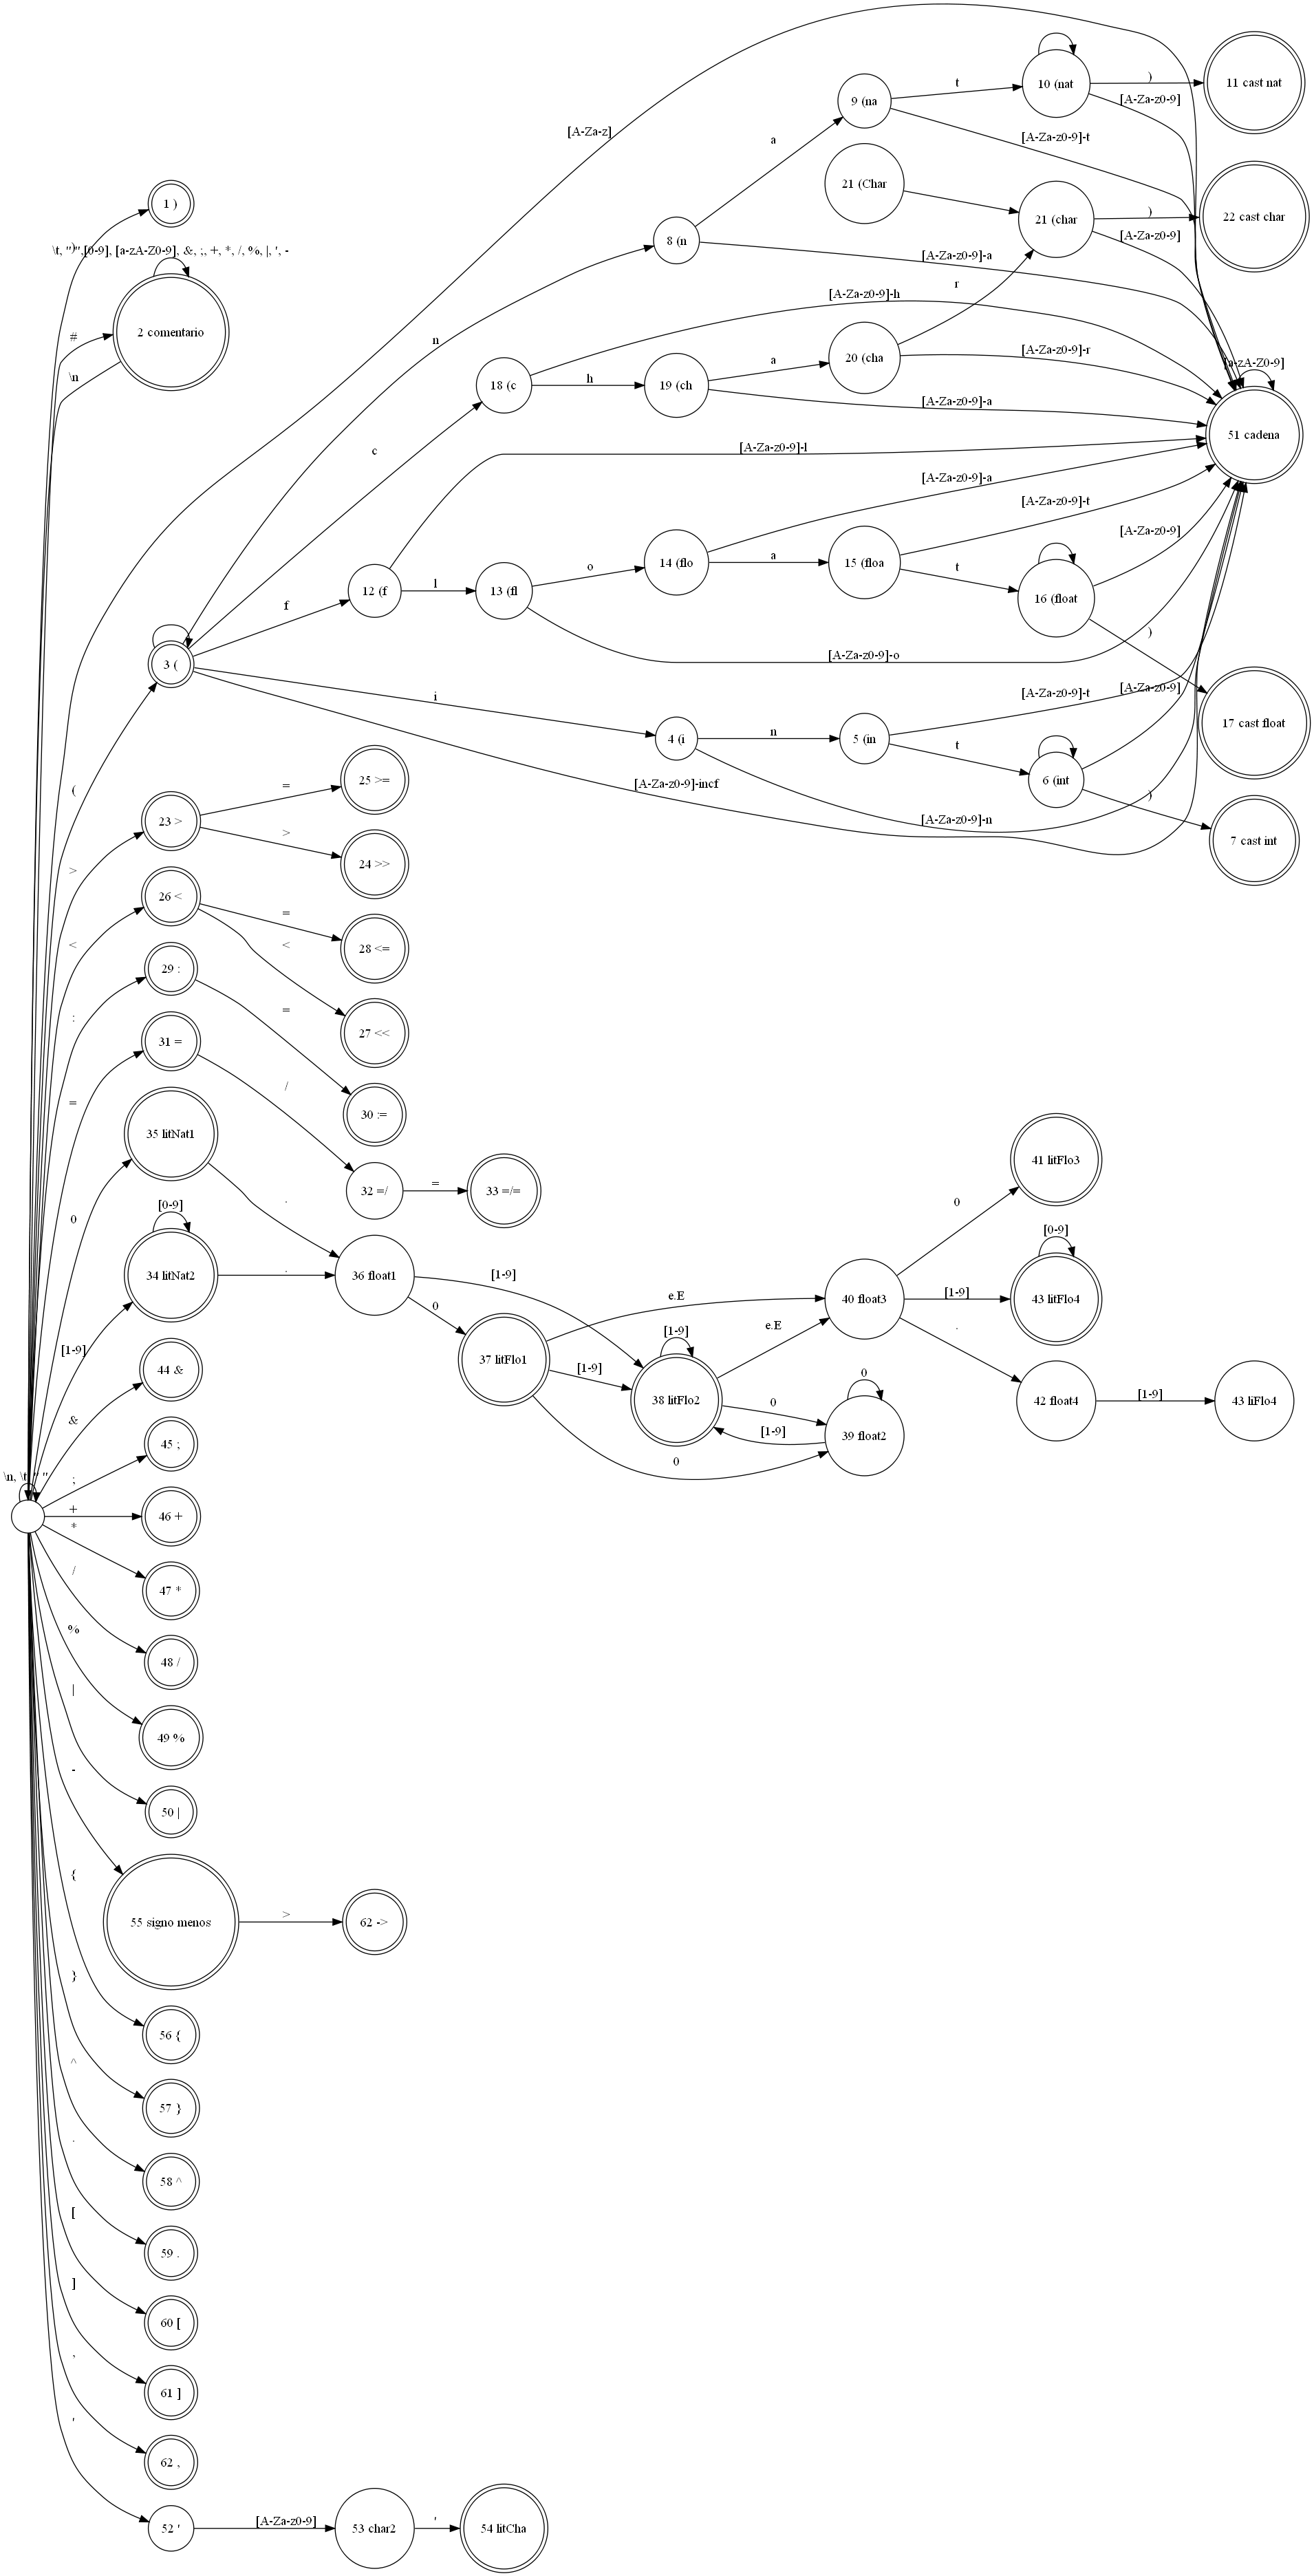 [A-Za-z]
t
10 (nat
)
11 cast nat
9 (na
[A-Za-z0-9]
a
[A-Za-z0-9]-t
21 (Char
1 )
)
\t, ")",[0-9], [a-zA-Z0-9], &, ;, +, *, /, %, |, ', -
8 (n
21 (char
)
22 cast char
[A-Za-z0-9]
[A-Za-z0-9]-a
2 comentario
#
\n
n
r
[A-Za-z0-9]-h
20 (cha
[A-Za-z0-9]-r
18 (c
h
19 (ch
a
[A-Za-z0-9]-a
[a-zA-Z0-9]
51 cadena
c
[A-Za-z0-9]-l
[A-Za-z0-9]-a
[A-Za-z0-9]-t
[A-Za-z0-9]
14 (flo
a
15 (floa
t
16 (float
12 (f
l
13 (fl
o
f
)
[A-Za-z0-9]-o
3 (
i
[A-Za-z0-9]-t
[A-Za-z0-9]
17 cast float
4 (i
n
5 (in
t
6 (int
)
7 cast int
[A-Za-z0-9]-incf
[A-Za-z0-9]-n
(
23 >
=
25 >=
>
24 >>
>
26 <
=
28 <=
<
<
27 <<
29 :
:
=
30 :=
31 =
=
/
32 =/
=
33 =/=
35 litNat1
0
.
[0-9]
34 litNat2
.
36 float1
[1-9]
0
[1-9]
37 litFlo1
e.E
[1-9]
0
[1-9]
38 litFlo2
e.E
0
[1-9]
0
39 float2
40 float3
0
41 litFlo3
[1-9]
[0-9]
43 litFlo4
.
42 float4
[1-9]
43 liFlo4
44 &
&
45 ;
;
\n, \t, " "
+
46 +
*
47 *
/
48 /
%
49 %
|
50 |
-
55 signo menos
>
62 ->
{
56 {
}
57 }
^
58 ^
.
59 .
[
60 [
]
61 ]
,
62 ,
'
52 '
[A-Za-z0-9]
53 char2
'
54 litCha